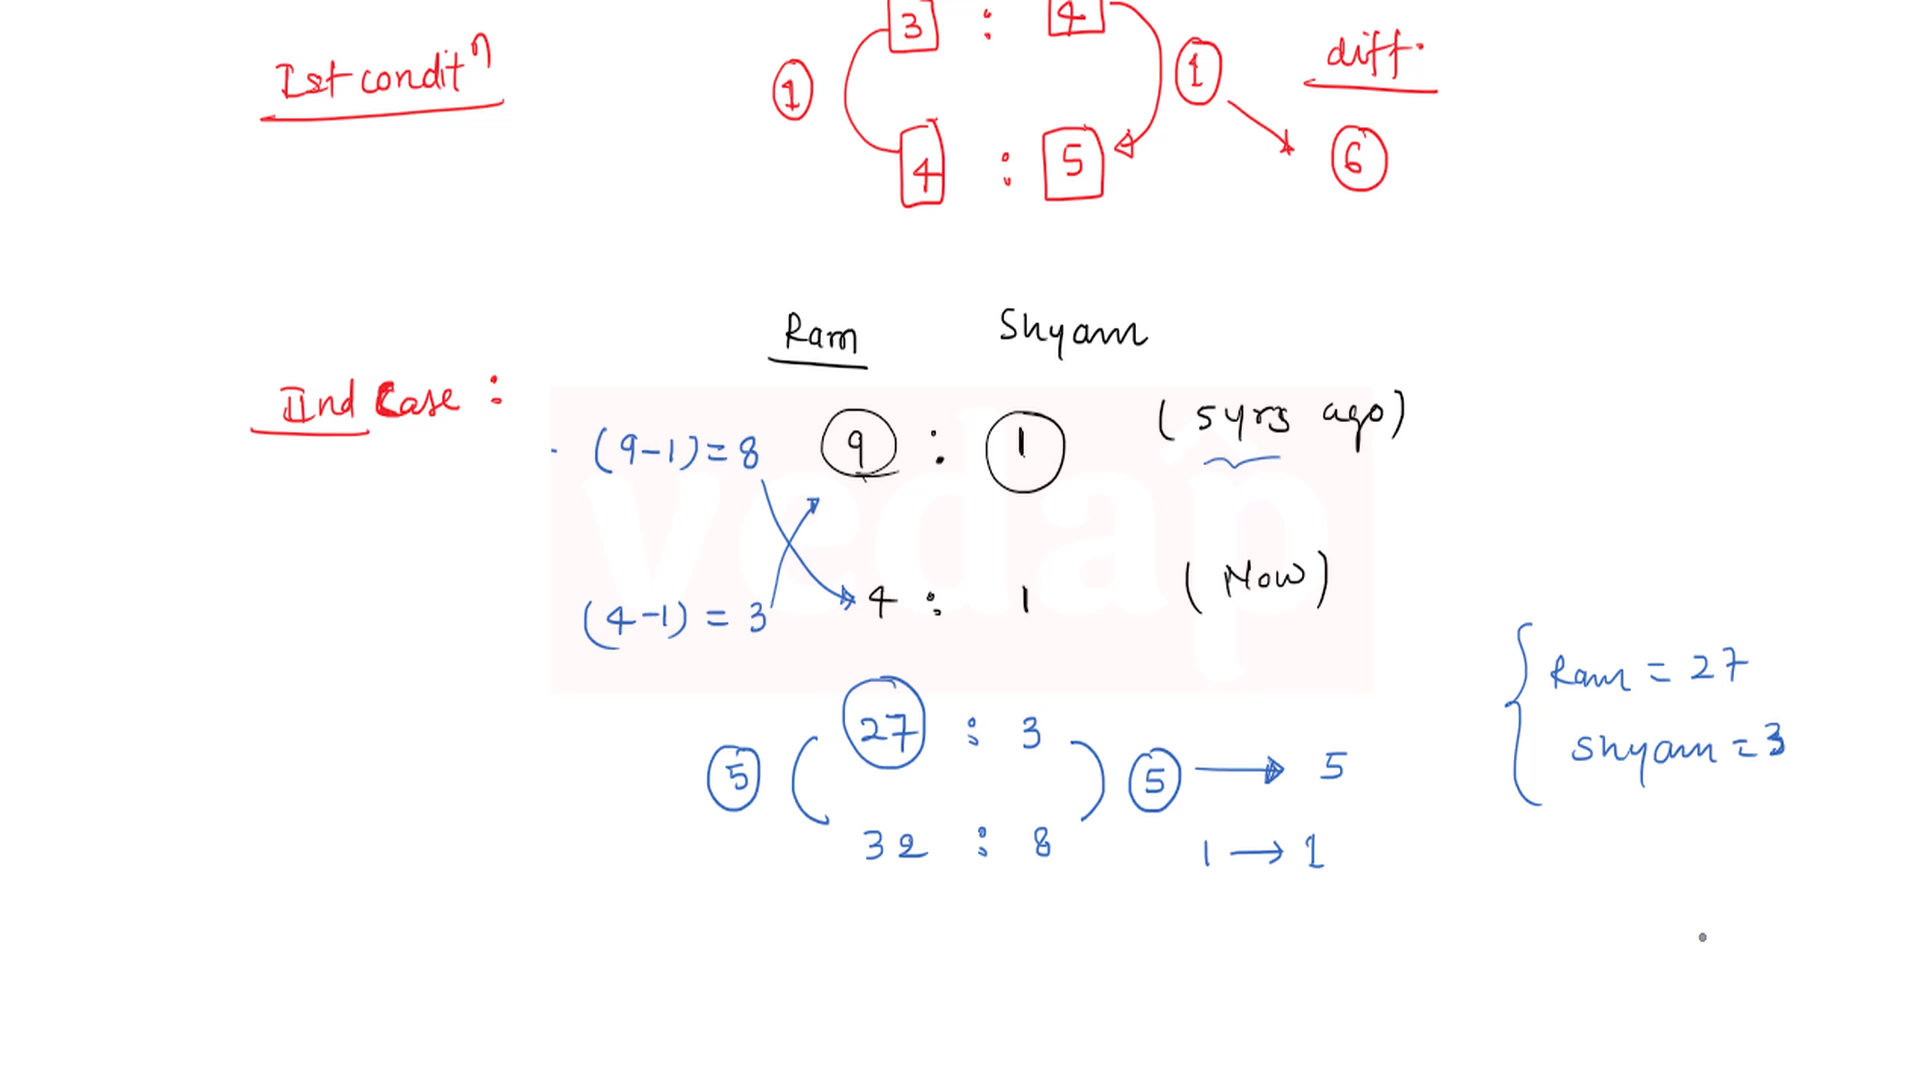 3 : 4
Ist conditⁿ
1
1
diff.
4 : 5
6
Ram Shyam
IInd Case :
(9-1)=8 9 : 1 (5yrs ago)
(4-1) = 3 4 : 1 (Now)
vedap
27 : 3
5 5 → 5
32 : 8 1 → 1
Ram = 27
Shyam = 3